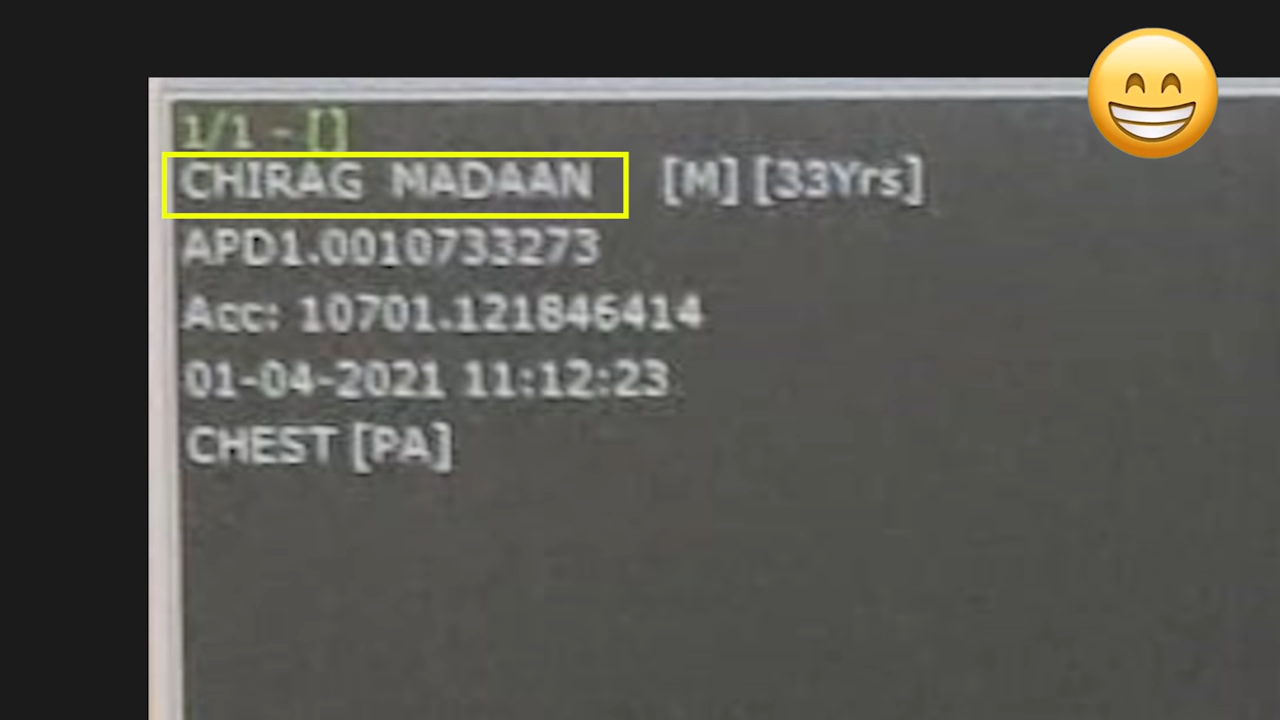 1/1 - []
CHIRAG MADAAN [M] [33Yrs]
APD1.0010733273
Acc: 10701.121846414
01-04-2021 11:12:23
CHEST [PA]